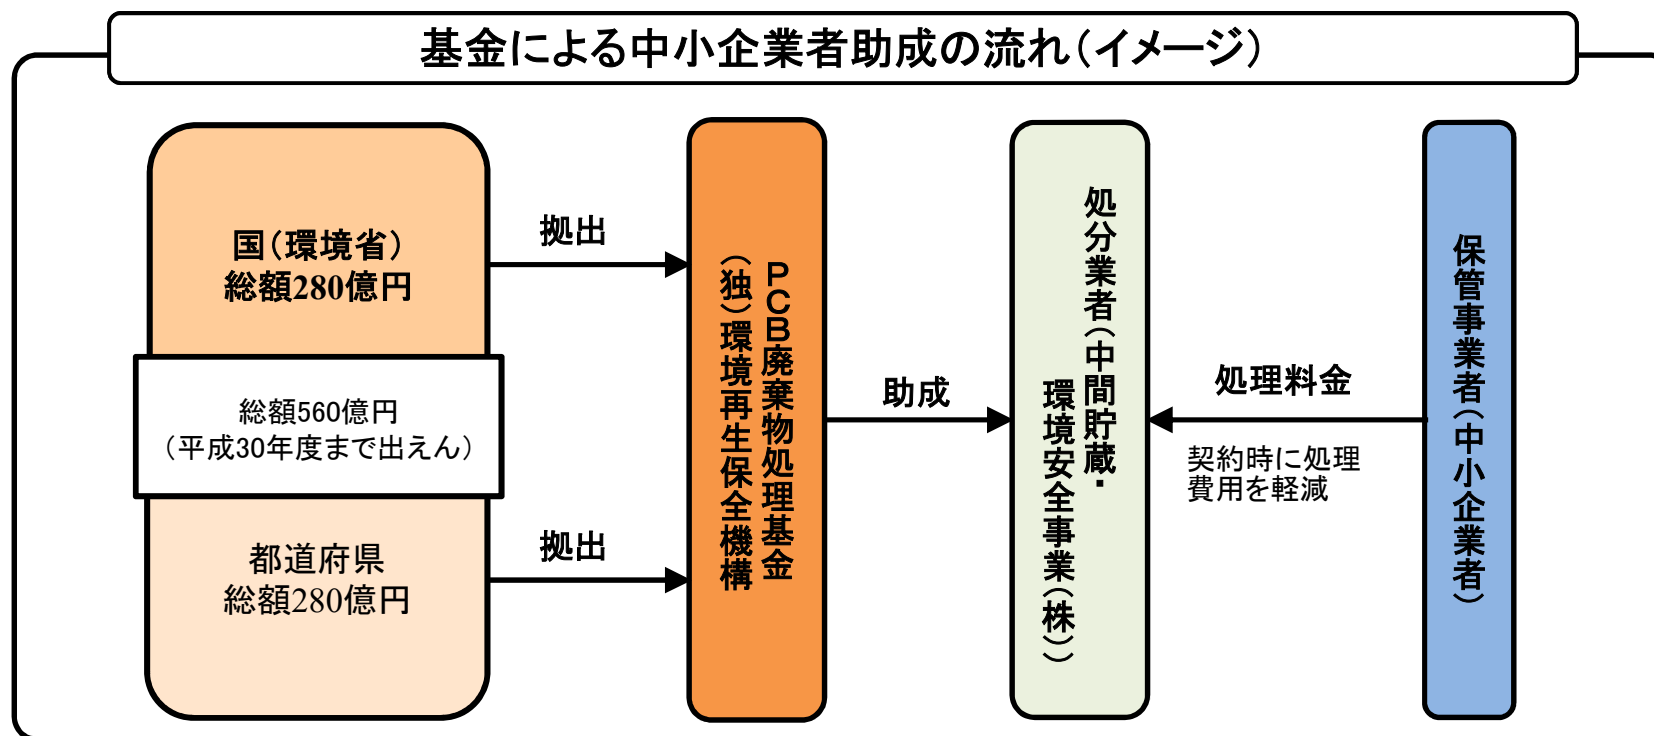 基金による中小企業者助成の流れ（イメージ）
国（環境省）
総額280億円
総額560億円
（平成30年度まで出えん）
都道府県
総額280億円
拠出
拠出
ＰＣＢ廃棄物処理基金
（独）環境再生保全機構
助成
処分業者（中間貯蔵・
環境安全事業（株））
処理料金
契約時に処理
費用を軽減
保管事業者（中小企業者）